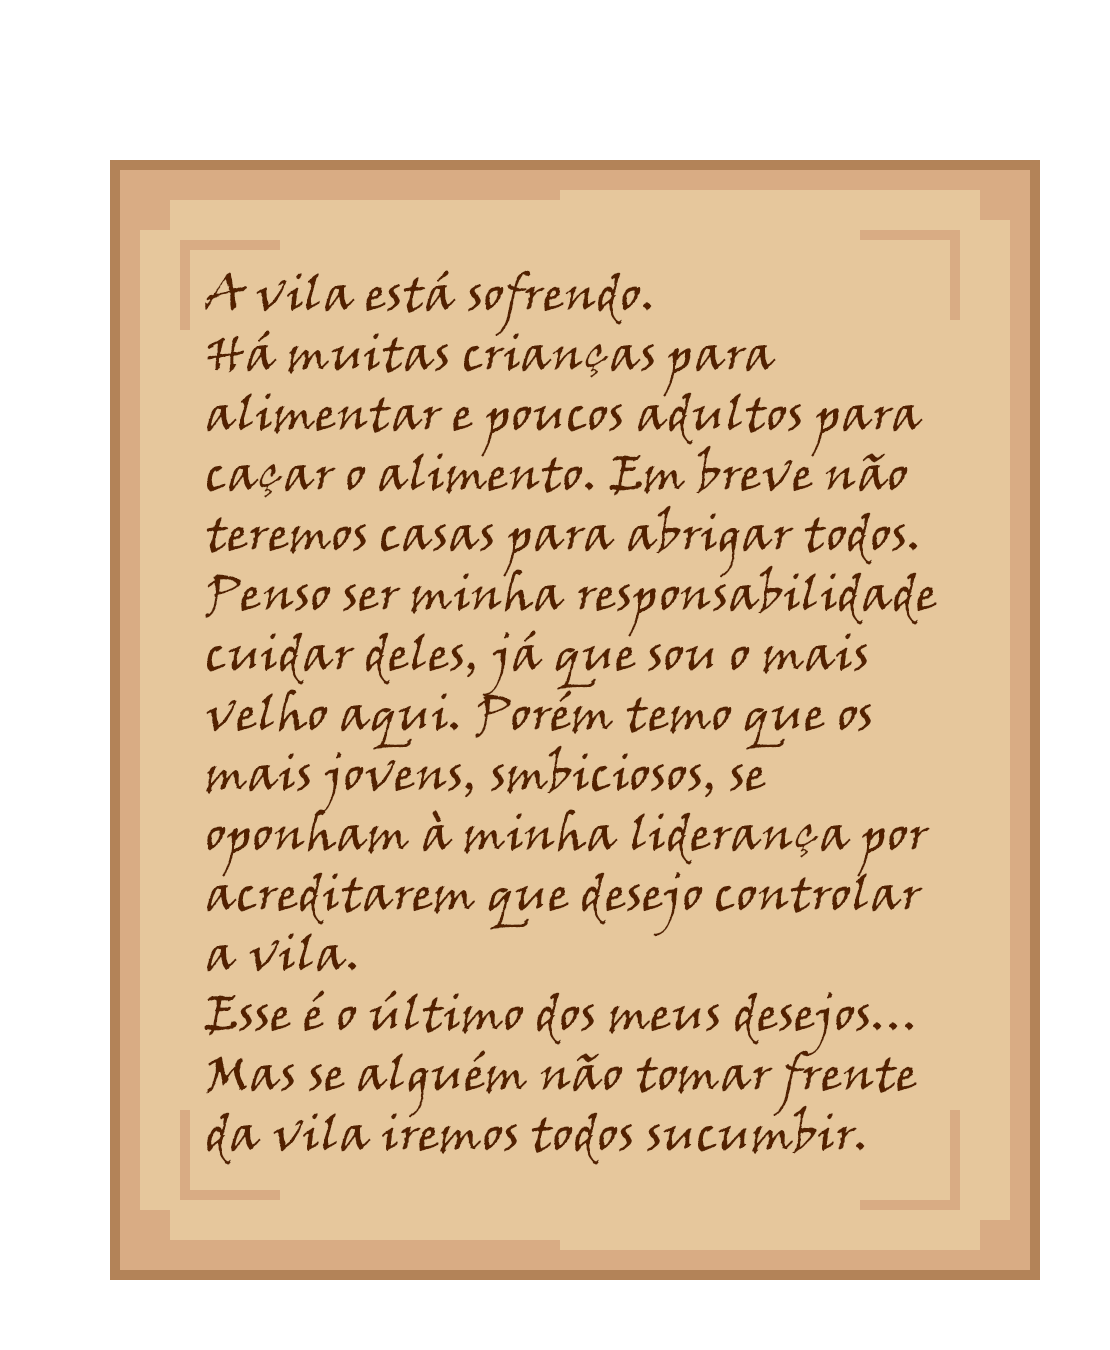 A vila está sofrendo.
Há muitas crianças para
alimentar e poucos adultos para
caçar o alimento. Em breve não
teremos casas para abrigar todos.
Penso ser minha responsabilidade
cuidar deles, já que sou o mais
velho aqui. Porém temo que os
mais jovens, smbiciosos, se
oponham à minha liderança por
acreditarem que desejo controlar
a vila.
Esse é o último dos meus desejos...
Mas se alguém não tomar frente
da vila iremos todos sucumbir.